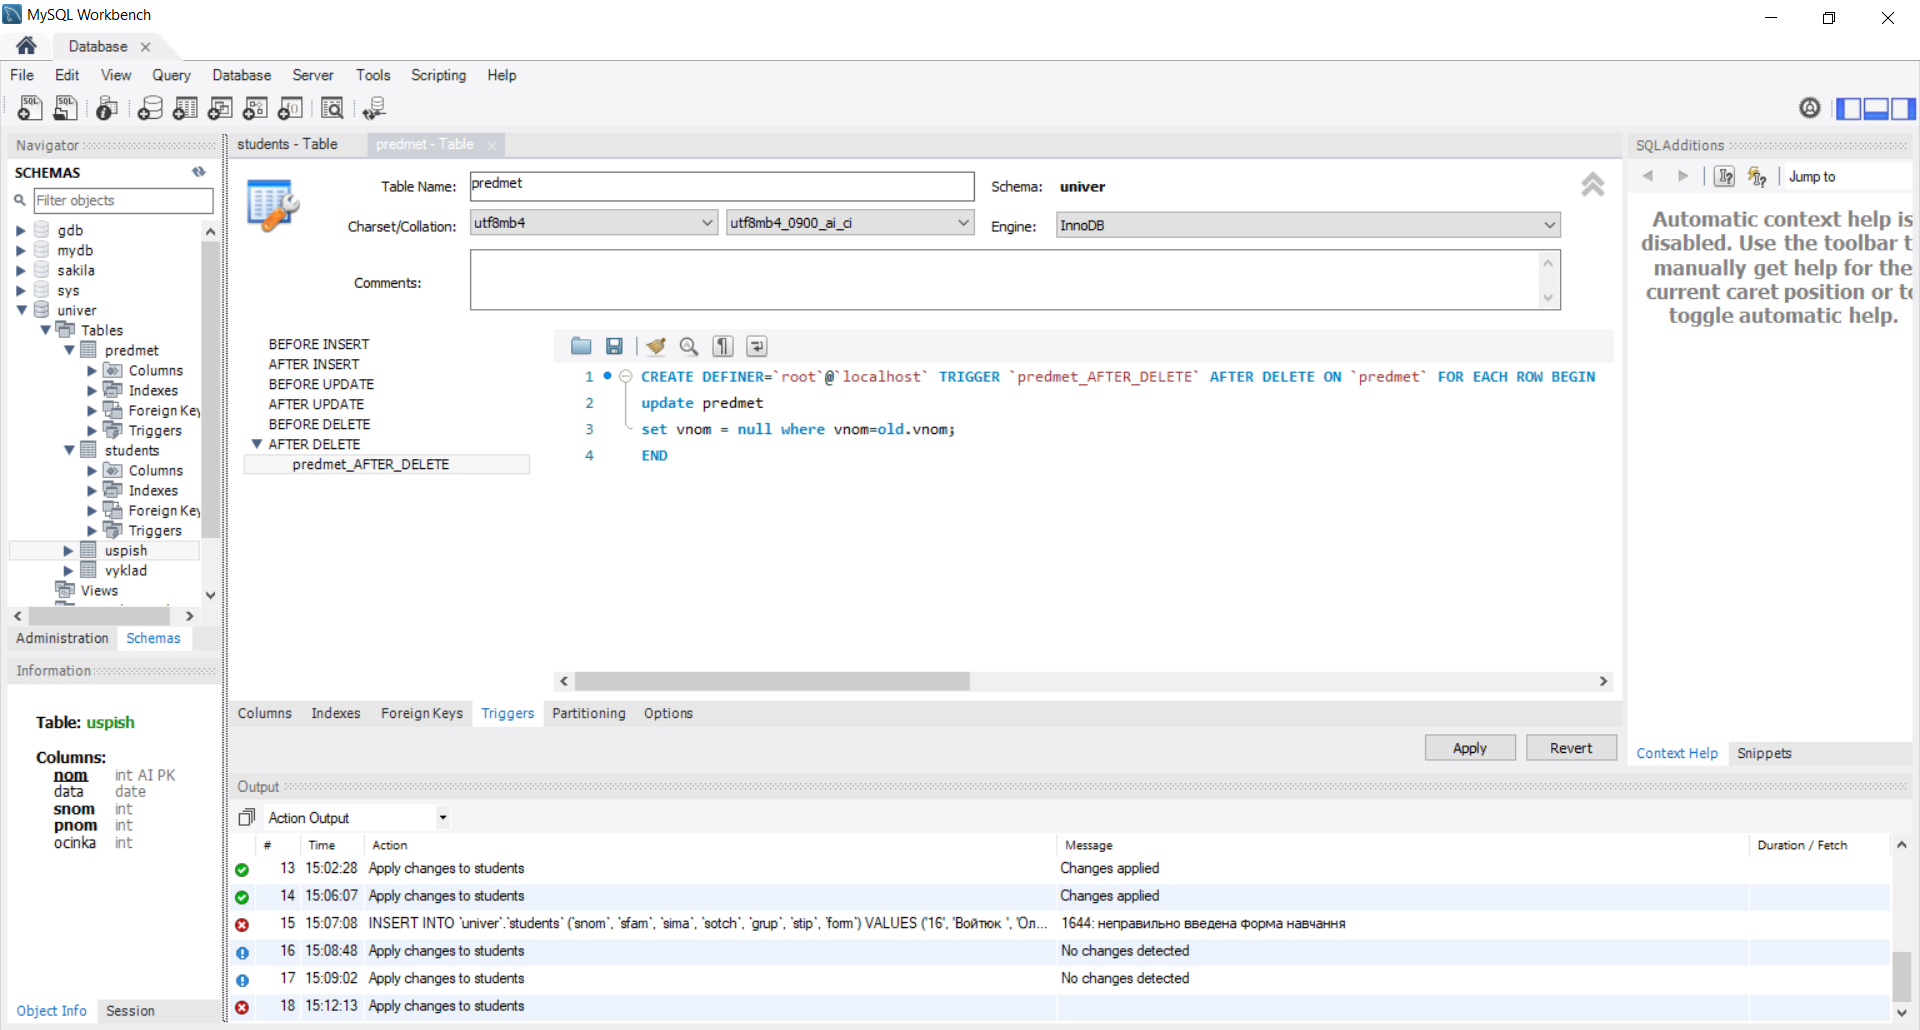 MySQL Workbench
Database
File Edit View Query Database Server Tools Scripting Help
Navigator
SCHEMAS
Filter objects
gdb
mydb
sakila
sys
univer
Tables
predmet
Columns
Indexes
Foreign Key
Triggers
students
Columns
Indexes
Foreign Key
Triggers
uspish
vyklad
Views
Administration Schemas
Information
Table: uspish
Columns:
nom int AI PK
data date
snom int
pnom int
ocinka int
Object Info Session
students - Table predmet - Table
Table Name: predmet Schema: univer
Charset/Collation: utf8mb4 utf8mb4_0900_ai_ci Engine: InnoDB
Comments:
BEFORE INSERT
AFTER INSERT
BEFORE UPDATE
AFTER UPDATE
BEFORE DELETE
AFTER DELETE
predmet_AFTER_DELETE
1 CREATE DEFINER=`root`@`localhost` TRIGGER `predmet_AFTER_DELETE` AFTER DELETE ON `predmet` FOR EACH ROW BEGIN
2 update predmet
3 set vnom = null where vnom=old.vnom;
4 END
Columns Indexes Foreign Keys Triggers Partitioning Options
Apply Revert
SQLAdditions
Jump to
Automatic context help is
disabled. Use the toolbar t
manually get help for the
current caret position or to
toggle automatic help.
Context Help Snippets
Output
Action Output
# Time Action Message Duration / Fetch
13 15:02:28 Apply changes to students Changes applied
14 15:06:07 Apply changes to students Changes applied
15 15:07:08 INSERT INTO `univer`.`students` (`snom`, `sfam`, `sima`, `sotch`, `grup`, `stip`, `form`) VALUES ('16', 'Войтюк ', 'Ол... 1644: неправильно введена форма навчання
16 15:08:48 Apply changes to students No changes detected
17 15:09:02 Apply changes to students No changes detected
18 15:12:13 Apply changes to students